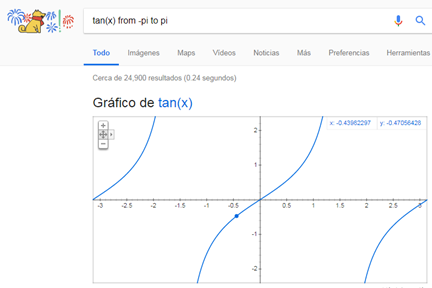 tan(x) from -pi to pi
Todo Imágenes Maps Vídeos Noticias Más Preferencias Herramientas
Cerca de 24,900 resultados (0.24 segundos)
Gráfico de tan(x)
x: -0.43982297 y: -0.47056428
2
1
-3 -2.5 -2 -1.5 -1 -0.5 0.5 1 1.5 2 2.5 3
-1
-2